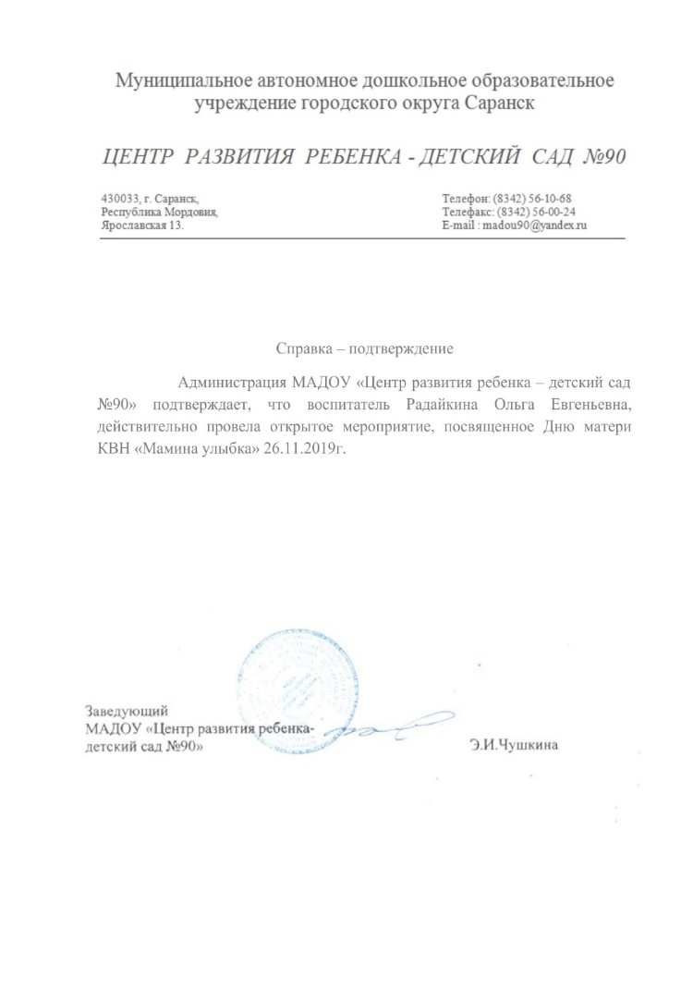 Муниципальное автономное дошкольное образовательное
учреждение городского округа Саранск
ЦЕНТР РАЗВИТИЯ РЕБЕНКА - ДЕТСКИЙ САД №90
430033, г. Саранск,
Республика Мордовия,
Ярославская 13.
Телефон: (8342) 56-10-68
Телефакс: (8342) 56-00-24
E-mail : madou90@yandex.ru
Справка – подтверждение
Администрация МАДОУ «Центр развития ребенка – детский сад
№90» подтверждает, что воспитатель Радайкина Ольга Евгеньевна,
действительно провела открытое мероприятие, посвященное Дню матери
КВН «Мамина улыбка» 26.11.2019г.
Заведующий
МАДОУ «Центр развития ребенка-
детский сад №90»
Э.И.Чушкина